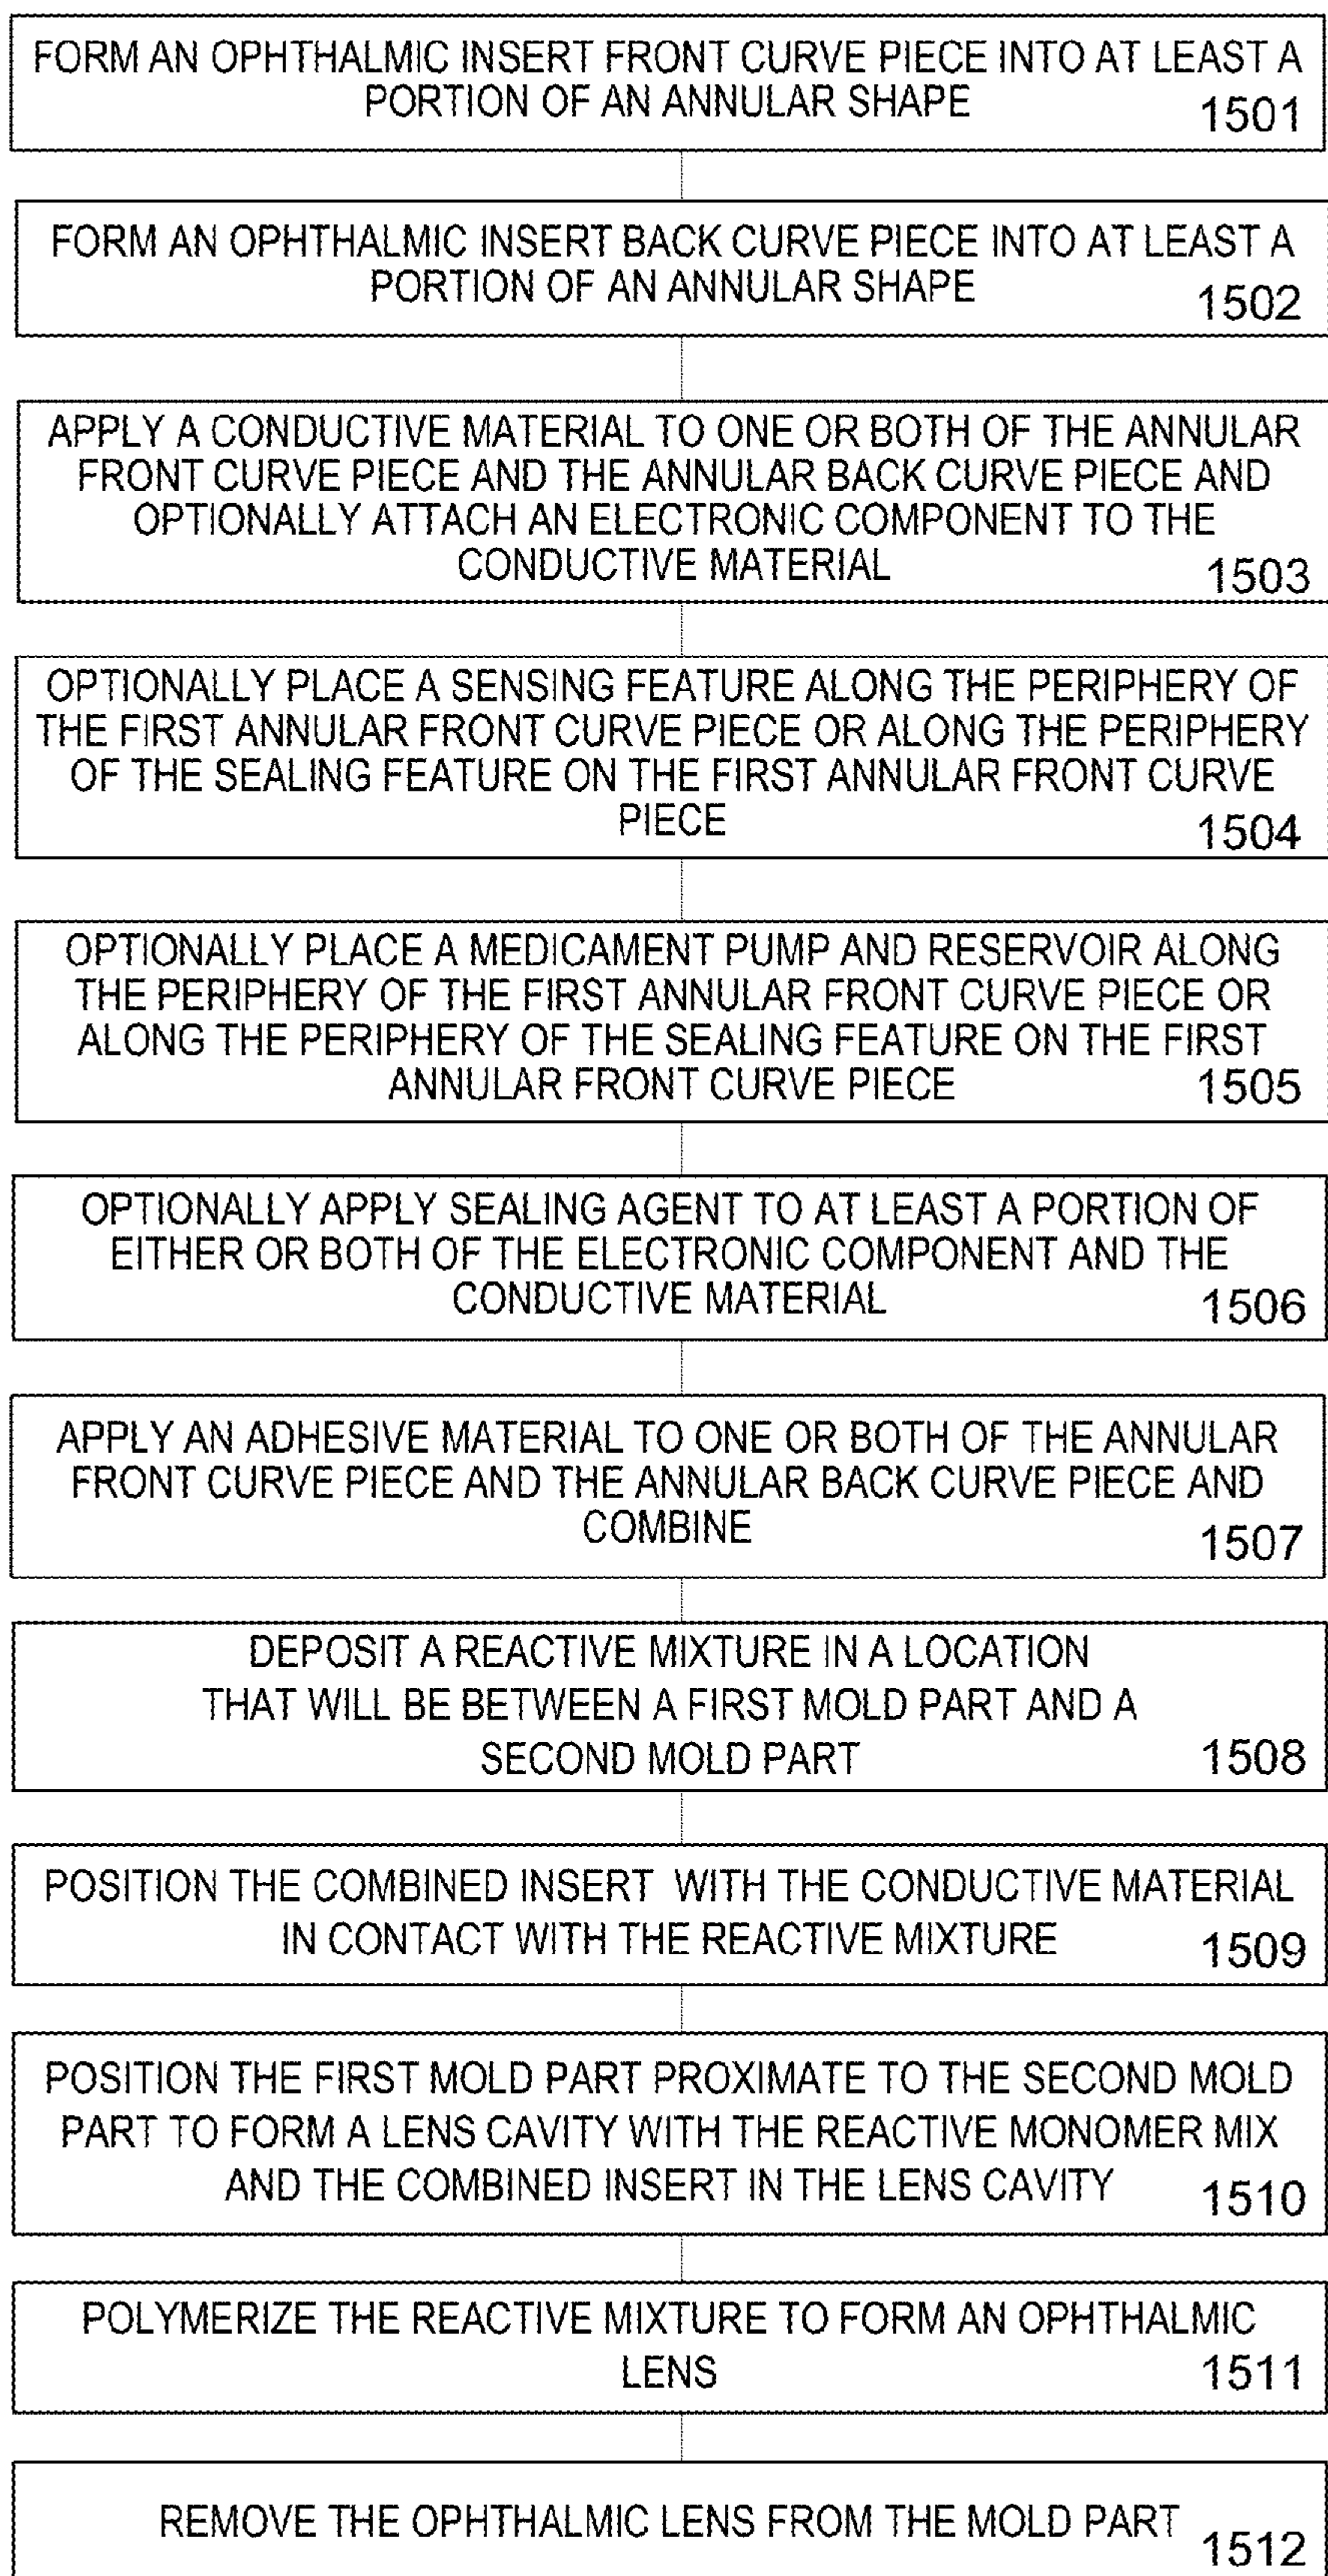 FORM AN OPHTHALMIC INSERT FRONT CURVE PIECE INTO AT LEAST A
PORTION OF AN ANNULAR SHAPE
1501
FORM AN OPHTHALMIC INSERT BACK CURVE PIECE INTO AT LEAST A
PORTION OF AN ANNULAR SHAPE
1502
APPLY A CONDUCTIVE MATERIAL TO ONE OR BOTH OF THE ANNULAR
FRONT CURVE PIECE AND THE ANNULAR BACK CURVE PIECE AND
OPTIONALLY ATTACH AN ELECTRONIC COMPONENT TO THE
CONDUCTIVE MATERIAL
1503
OPTIONALLY PLACE A SENSING FEATURE ALONG THE PERIPHERY OF
THE FIRST ANNULAR FRONT CURVE PIECE OR ALONG THE PERIPHERY
OF THE SEALING FEATURE ON THE FIRST ANNULAR FRONT CURVE
PIECE
1504
OPTIONALLY PLACE A MEDICAMENT PUMP AND RESERVOIR ALONG
THE PERIPHERY OF THE FIRST ANNULAR FRONT CURVE PIECE OR
ALONG THE PERIPHERY OF THE SEALING FEATURE ON THE FIRST
ANNULAR FRONT CURVE PIECE 1505
OPTIONALLY APPLY SEALING AGENT TO AT LEAST A PORTION OF
EITHER OR BOTH OF THE ELECTRONIC COMPONENT AND THE
CONDUCTIVE MATERIAL 1506
APPLY AN ADHESIVE MATERIAL TO ONE OR BOTH OF THE ANNULAR
FRONT CURVE PIECE AND THE ANNULAR BACK CURVE PIECE AND
COMBINE
1507
DEPOSIT A REACTIVE MIXTURE IN A LOCATION
THAT WILL BE BETWEEN A FIRST MOLD PART AND A
SECOND MOLD PART 1508
POSITION THE COMBINED INSERT WITH THE CONDUCTIVE MATERIAL
IN CONTACT WITH THE REACTIVE MIXTURE 1509
POSITION THE FIRST MOLD PART PROXIMATE TO THE SECOND MOLD
PART TO FORM A LENS CAVITY WITH THE REACTIVE MONOMER MIX
AND THE COMBINED INSERT IN THE LENS CAVITY 1510
POLYMERIZE THE REACTIVE MIXTURE TO FORM AN OPHTHALMIC
LENS 1511
REMOVE THE OPHTHALMIC LENS FROM THE MOLD PART 1512